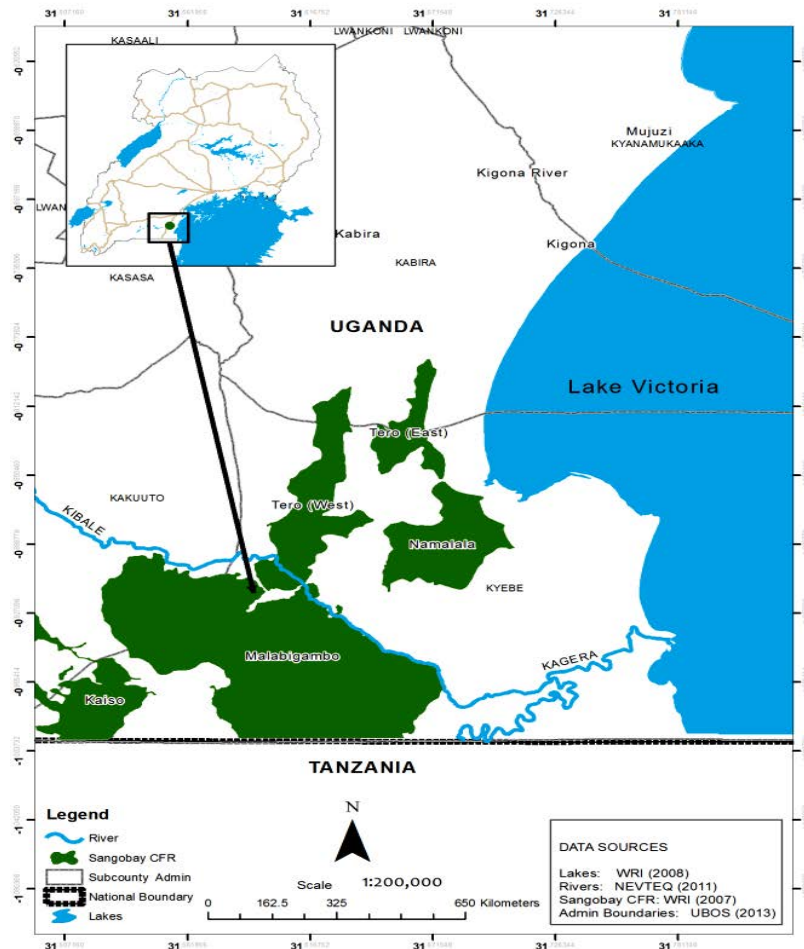 KASAALI
LWANKONI
LWANKONI
Mujuzi
KYANAMUKAAKA
Kigona River
LWAN
Kabira
Kigona
KABIRA
KASASA
UGANDA
Lake Victoria
Tero (East)
KAKUUTO
Tero (West)
KIBALE
Namalala
KYEBE
Malabigambo
KAGERA
Kaiso
TANZANIA
Legend
River
Sangobay CFR
Subcounty Admin
National Boundary
Lakes
N
Scale 1:200,000
0 162.5 325 650 Kilometers
DATA SOURCES
Lakes: WRI (2008)
Rivers: NEVTEQ (2011)
Sangobay CFR: WRI (2007)
Admin Boundaries: UBOS (2013)